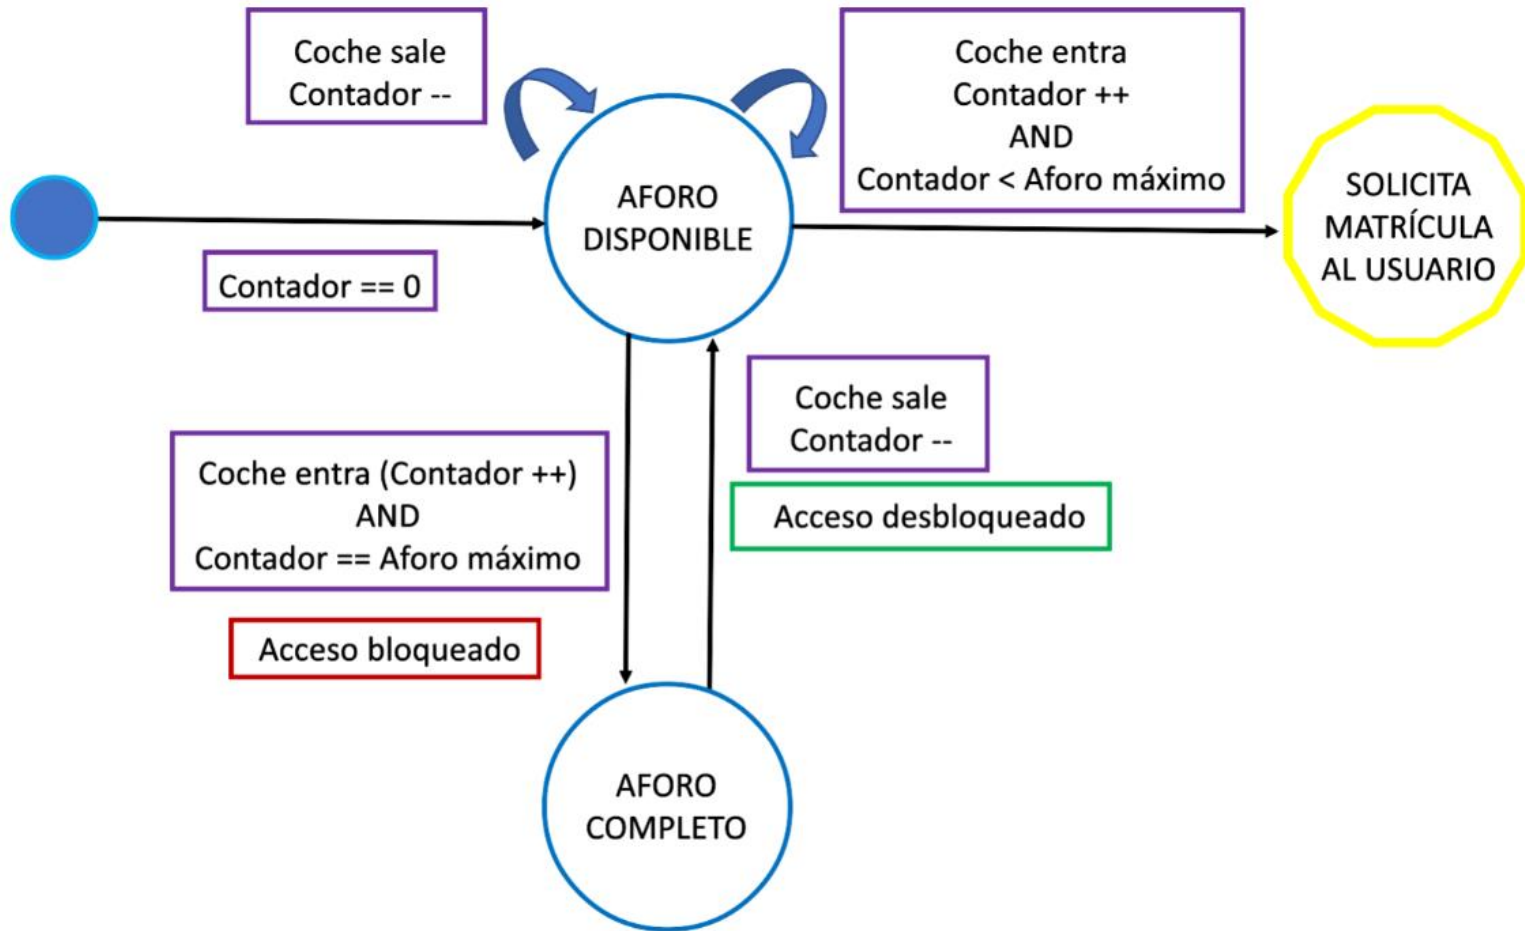 Coche sale
Contador --
Coche entra
Contador ++
AND
Contador < Aforo máximo
AFORO
DISPONIBLE
SOLICITA
MATRÍCULA
AL USUARIO
Contador == 0
Coche sale
Contador --
Coche entra (Contador ++)
AND
Contador == Aforo máximo
Acceso desbloqueado
Acceso bloqueado
AFORO
COMPLETO